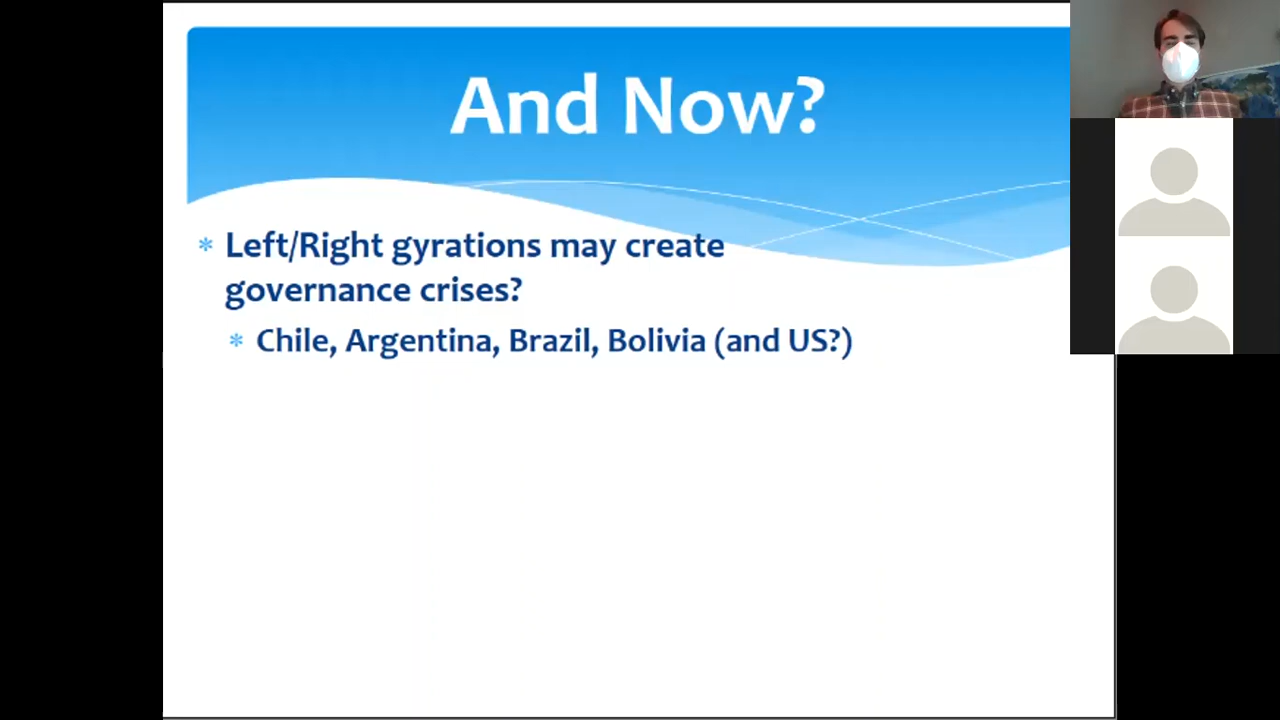 And Now?
* Left/Right gyrations may create
governance crises?
* Chile, Argentina, Brazil, Bolivia (and US?)